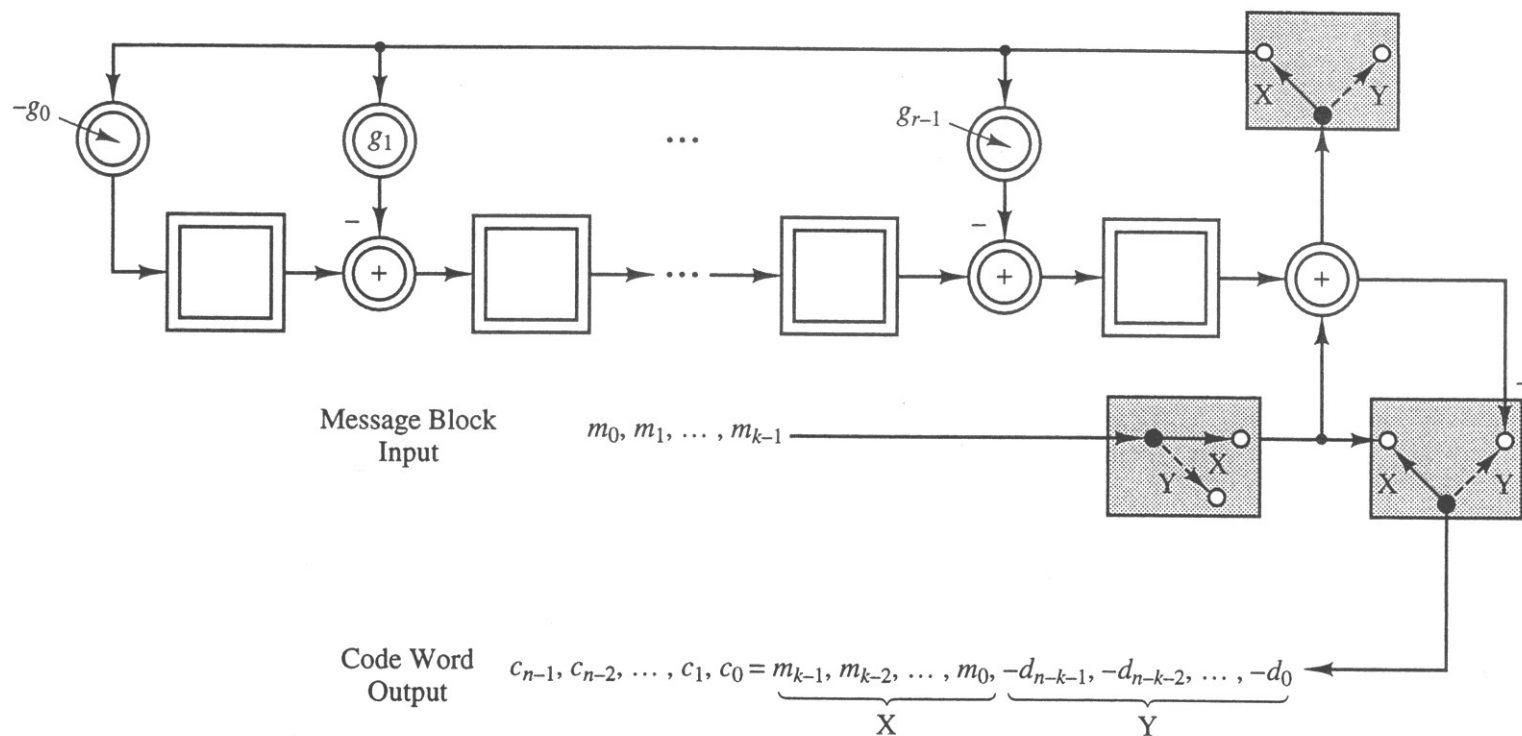 X Y
−g₀
g₁
...
gᵣ₋₁
− −
+ ... + +
−
Message Block
Input
m₀, m₁, … , mₖ₋₁
X
Y
X Y
Code Word
Output
cₙ₋₁, cₙ₋₂, … , c₁, c₀ = mₖ₋₁, mₖ₋₂, … , m₀, −dₙ₋ₖ₋₁, −dₙ₋ₖ₋₂, … , −d₀
X Y